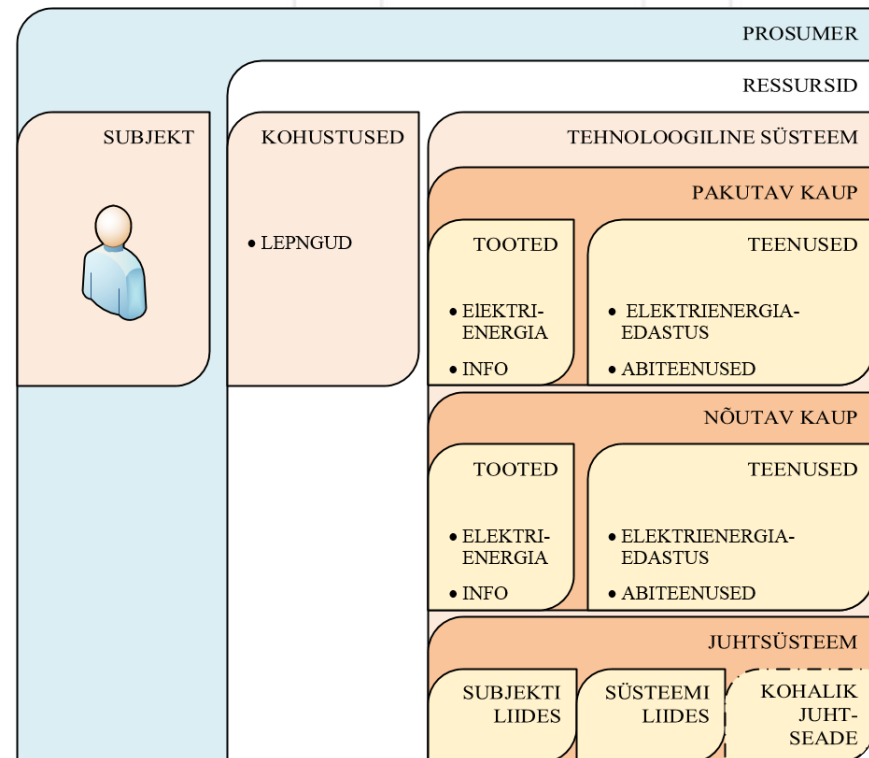 PROSUMER
RESSURSID
SUBJEKT
KOHUSTUSED
• LEPNGUD
TEHNOLOOGILINE SÜSTEEM
PAKUTAV KAUP
TOOTED
• ElEKTRI-
ENERGIA
• INFO
TEENUSED
• ELEKTRIENERGIA-
EDASTUS
• ABITEENUSED
NÕUTAV KAUP
TOOTED
• ELEKTRI-
ENERGIA
• INFO
TEENUSED
• ELEKTRIENERGIA-
EDASTUS
• ABITEENUSED
JUHTSÜSTEEM
SUBJEKTI
LIIDES
SÜSTEEMI
LIIDES
KOHALIK
JUHT-
SEADE